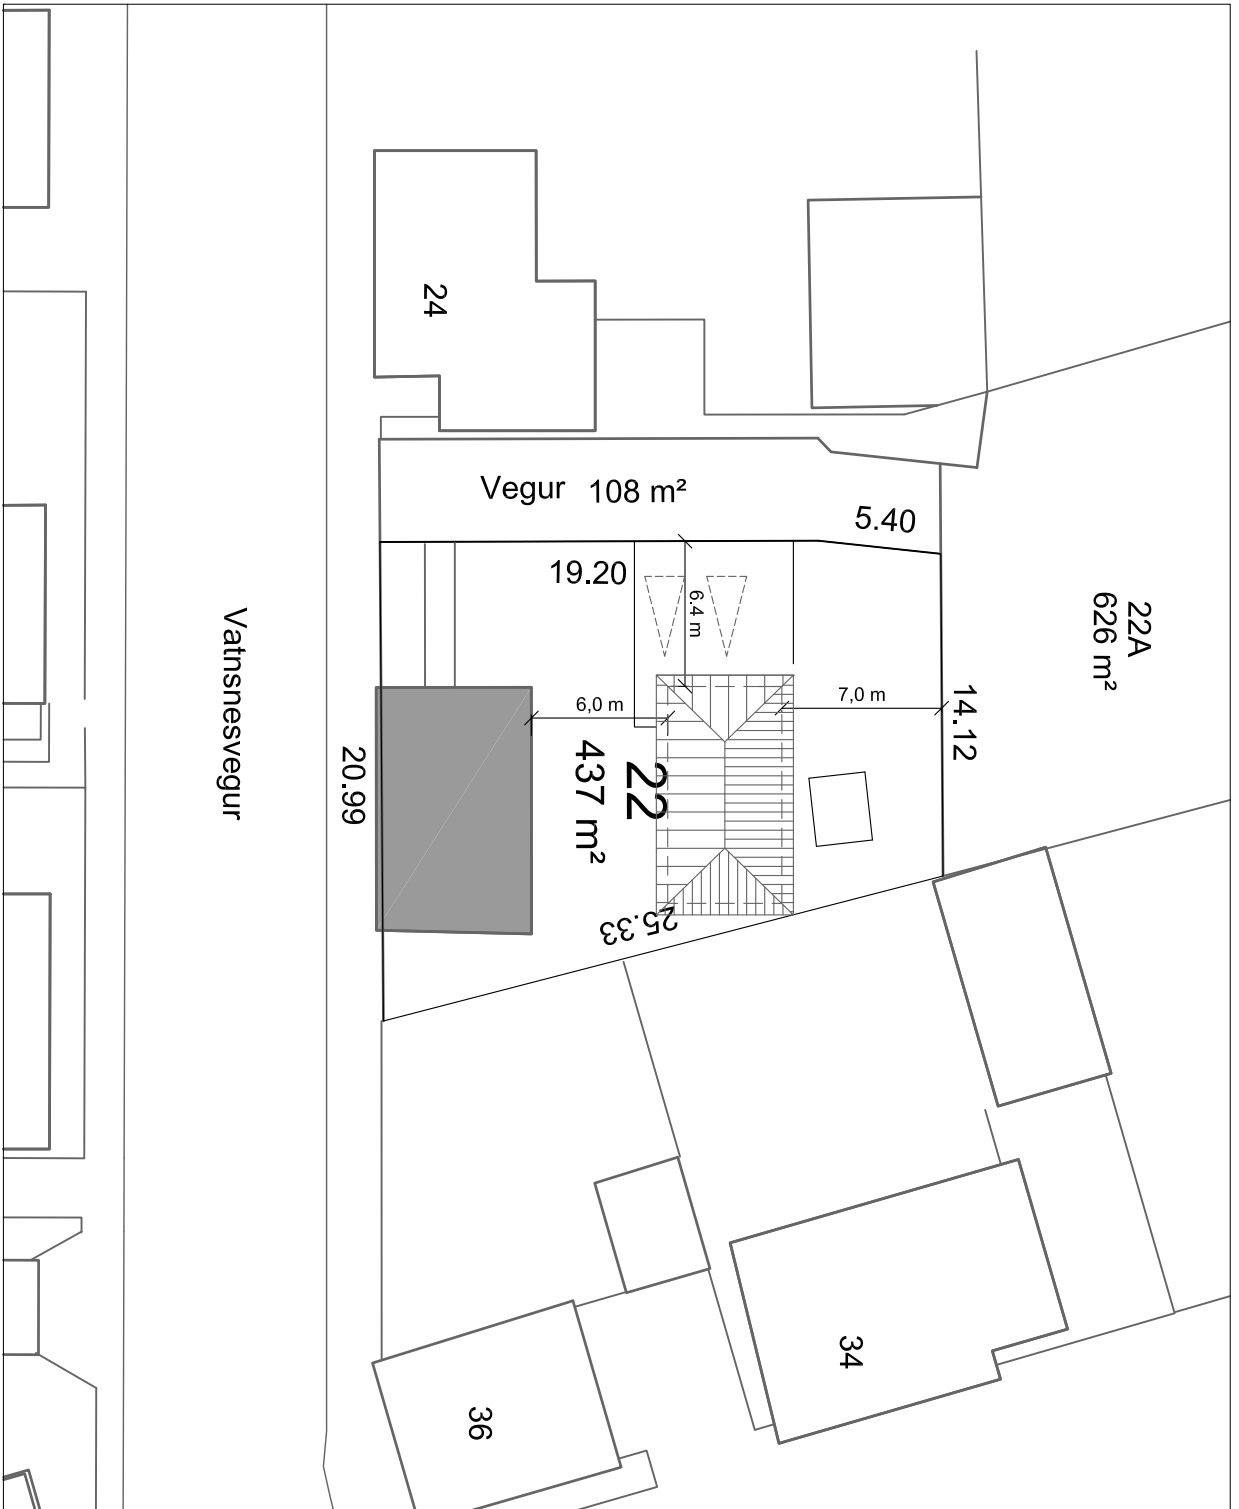 24
Vegur 108 m²
5.40
19.20
6.4 m
22A
626 m²
Vatnsnesvegur
6,0 m
7,0 m
14.12
20.99
22
437 m²
25.33
34
36